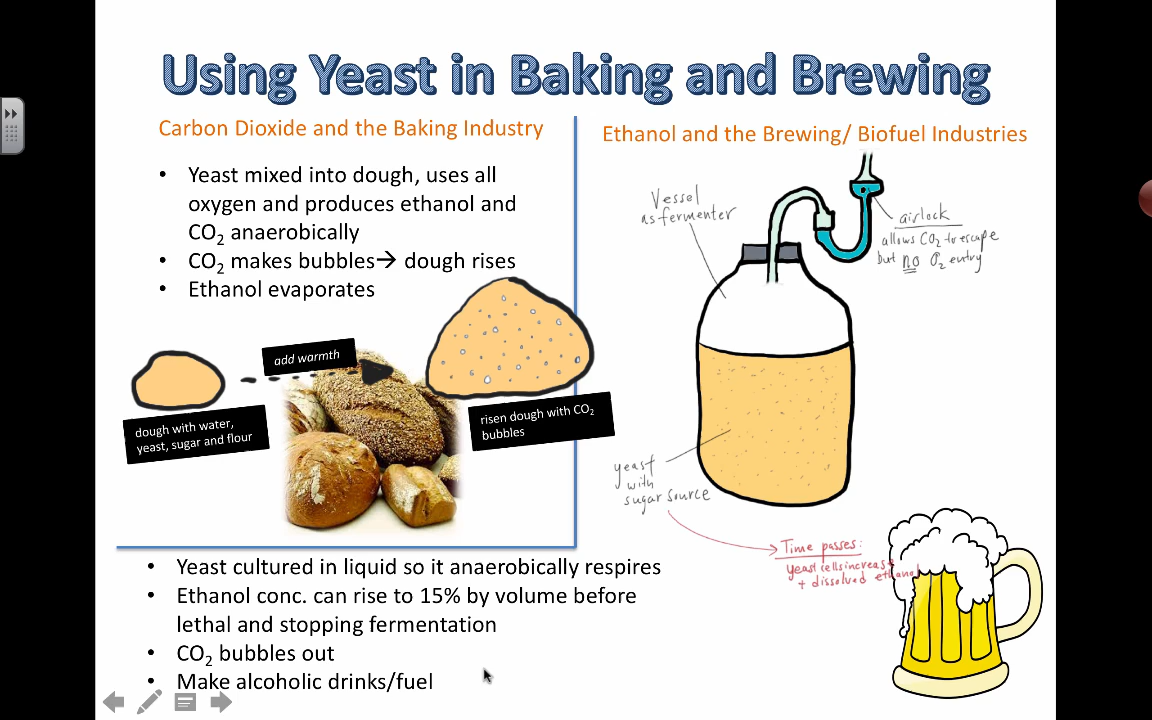 Using Yeast in Baking and Brewing
Carbon Dioxide and the Baking Industry
• Yeast mixed into dough, uses all
oxygen and produces ethanol and
CO₂ anaerobically
• CO₂ makes bubbles→ dough rises
• Ethanol evaporates
add warmth
dough with water,
yeast, sugar and flour
risen dough with CO₂
bubbles
Ethanol and the Brewing/ Biofuel Industries
Vessel
as fermenter
airlock
allows CO₂ to escape
but no O₂ entry
yeast
with
sugar source
Time passes:
yeast cells increase
+ dissolved ethanol
• Yeast cultured in liquid so it anaerobically respires
• Ethanol conc. can rise to 15% by volume before
lethal and stopping fermentation
• CO₂ bubbles out
• Make alcoholic drinks/fuel